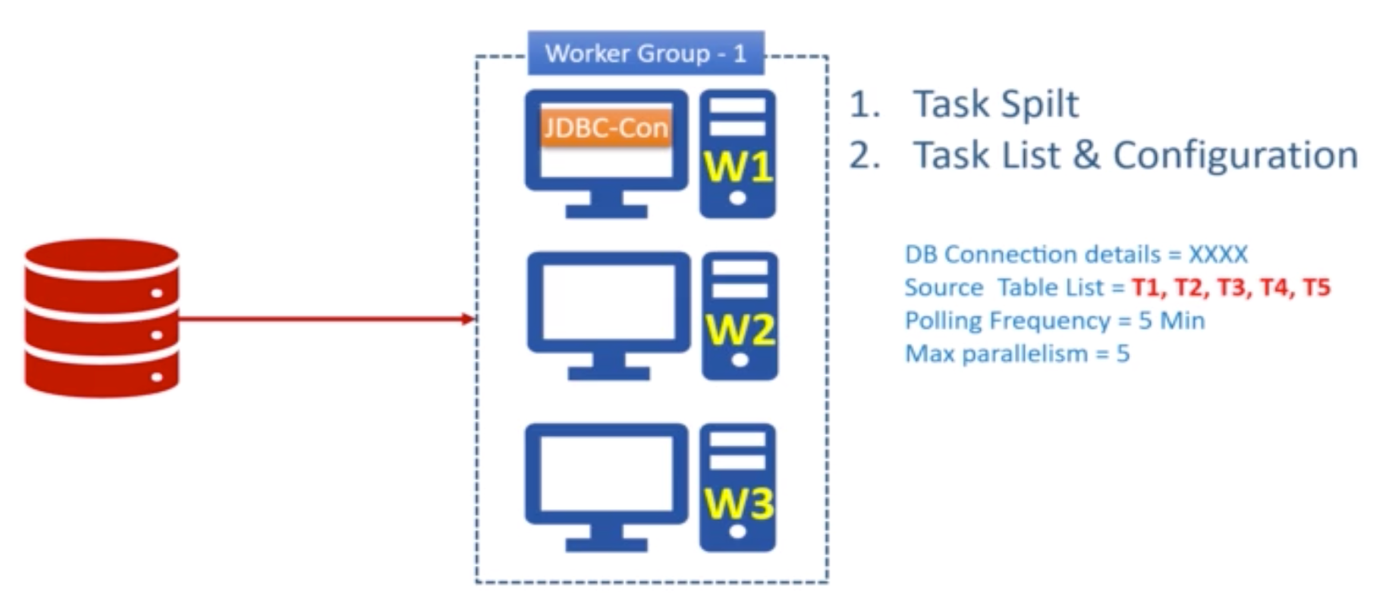 Worker Group - 1
JDBC-Con
W1
W2
W3
1. Task Spilt
2. Task List & Configuration
DB Connection details = XXXX
Source Table List = T1, T2, T3, T4, T5
Polling Frequency = 5 Min
Max parallelism = 5